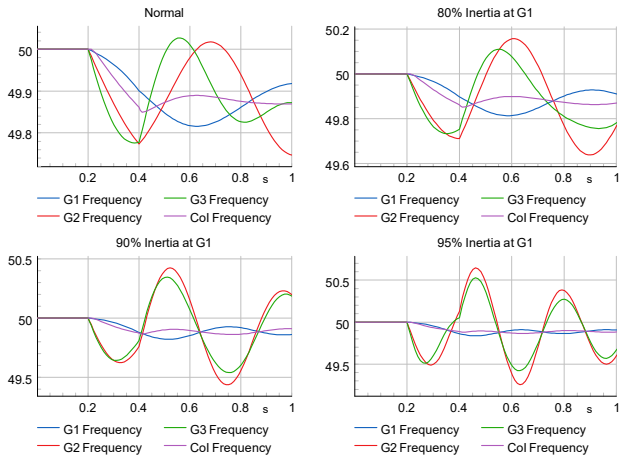 Normal
50
49.9
49.8
0.2 0.4 0.6 0.8 s 1
G1 Frequency G3 Frequency
G2 Frequency CoI Frequency
80% Inertia at G1
50.2
50
49.8
49.6
0.2 0.4 0.6 0.8 s 1
G1 Frequency G3 Frequency
G2 Frequency CoI Frequency
90% Inertia at G1
50.5
50
49.5
0.2 0.4 0.6 0.8 s 1
G1 Frequency G3 Frequency
G2 Frequency CoI Frequency
95% Inertia at G1
50.5
50
49.5
0.2 0.4 0.6 0.8 s 1
G1 Frequency G3 Frequency
G2 Frequency CoI Frequency